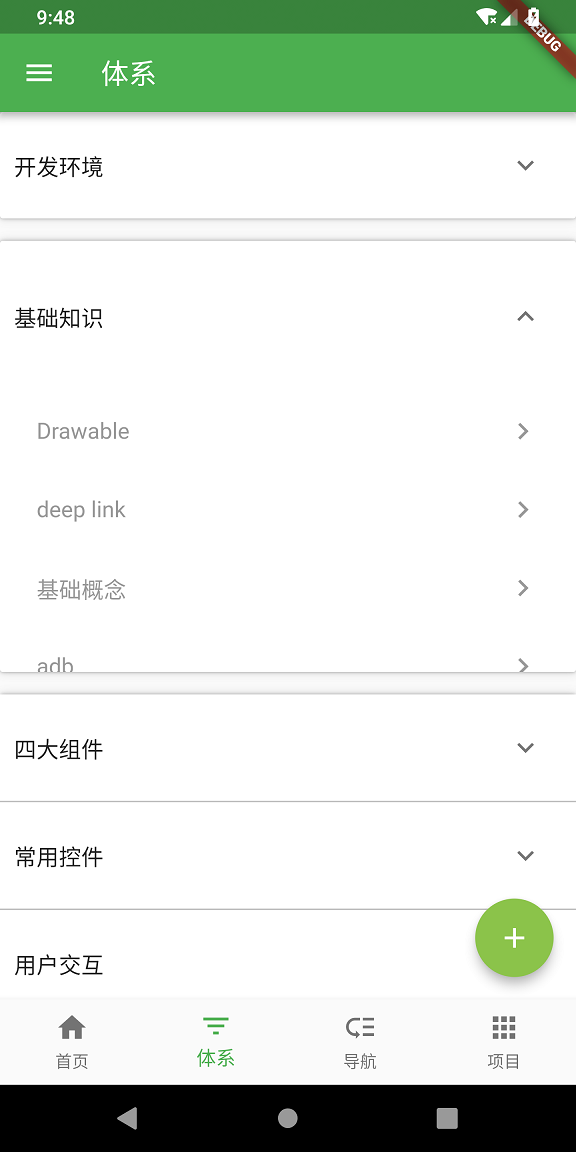 9:48
DEBUG
体系
开发环境
基础知识
Drawable
deep link
基础概念
adb
四大组件
常用控件
用户交互
首页
体系
导航
项目